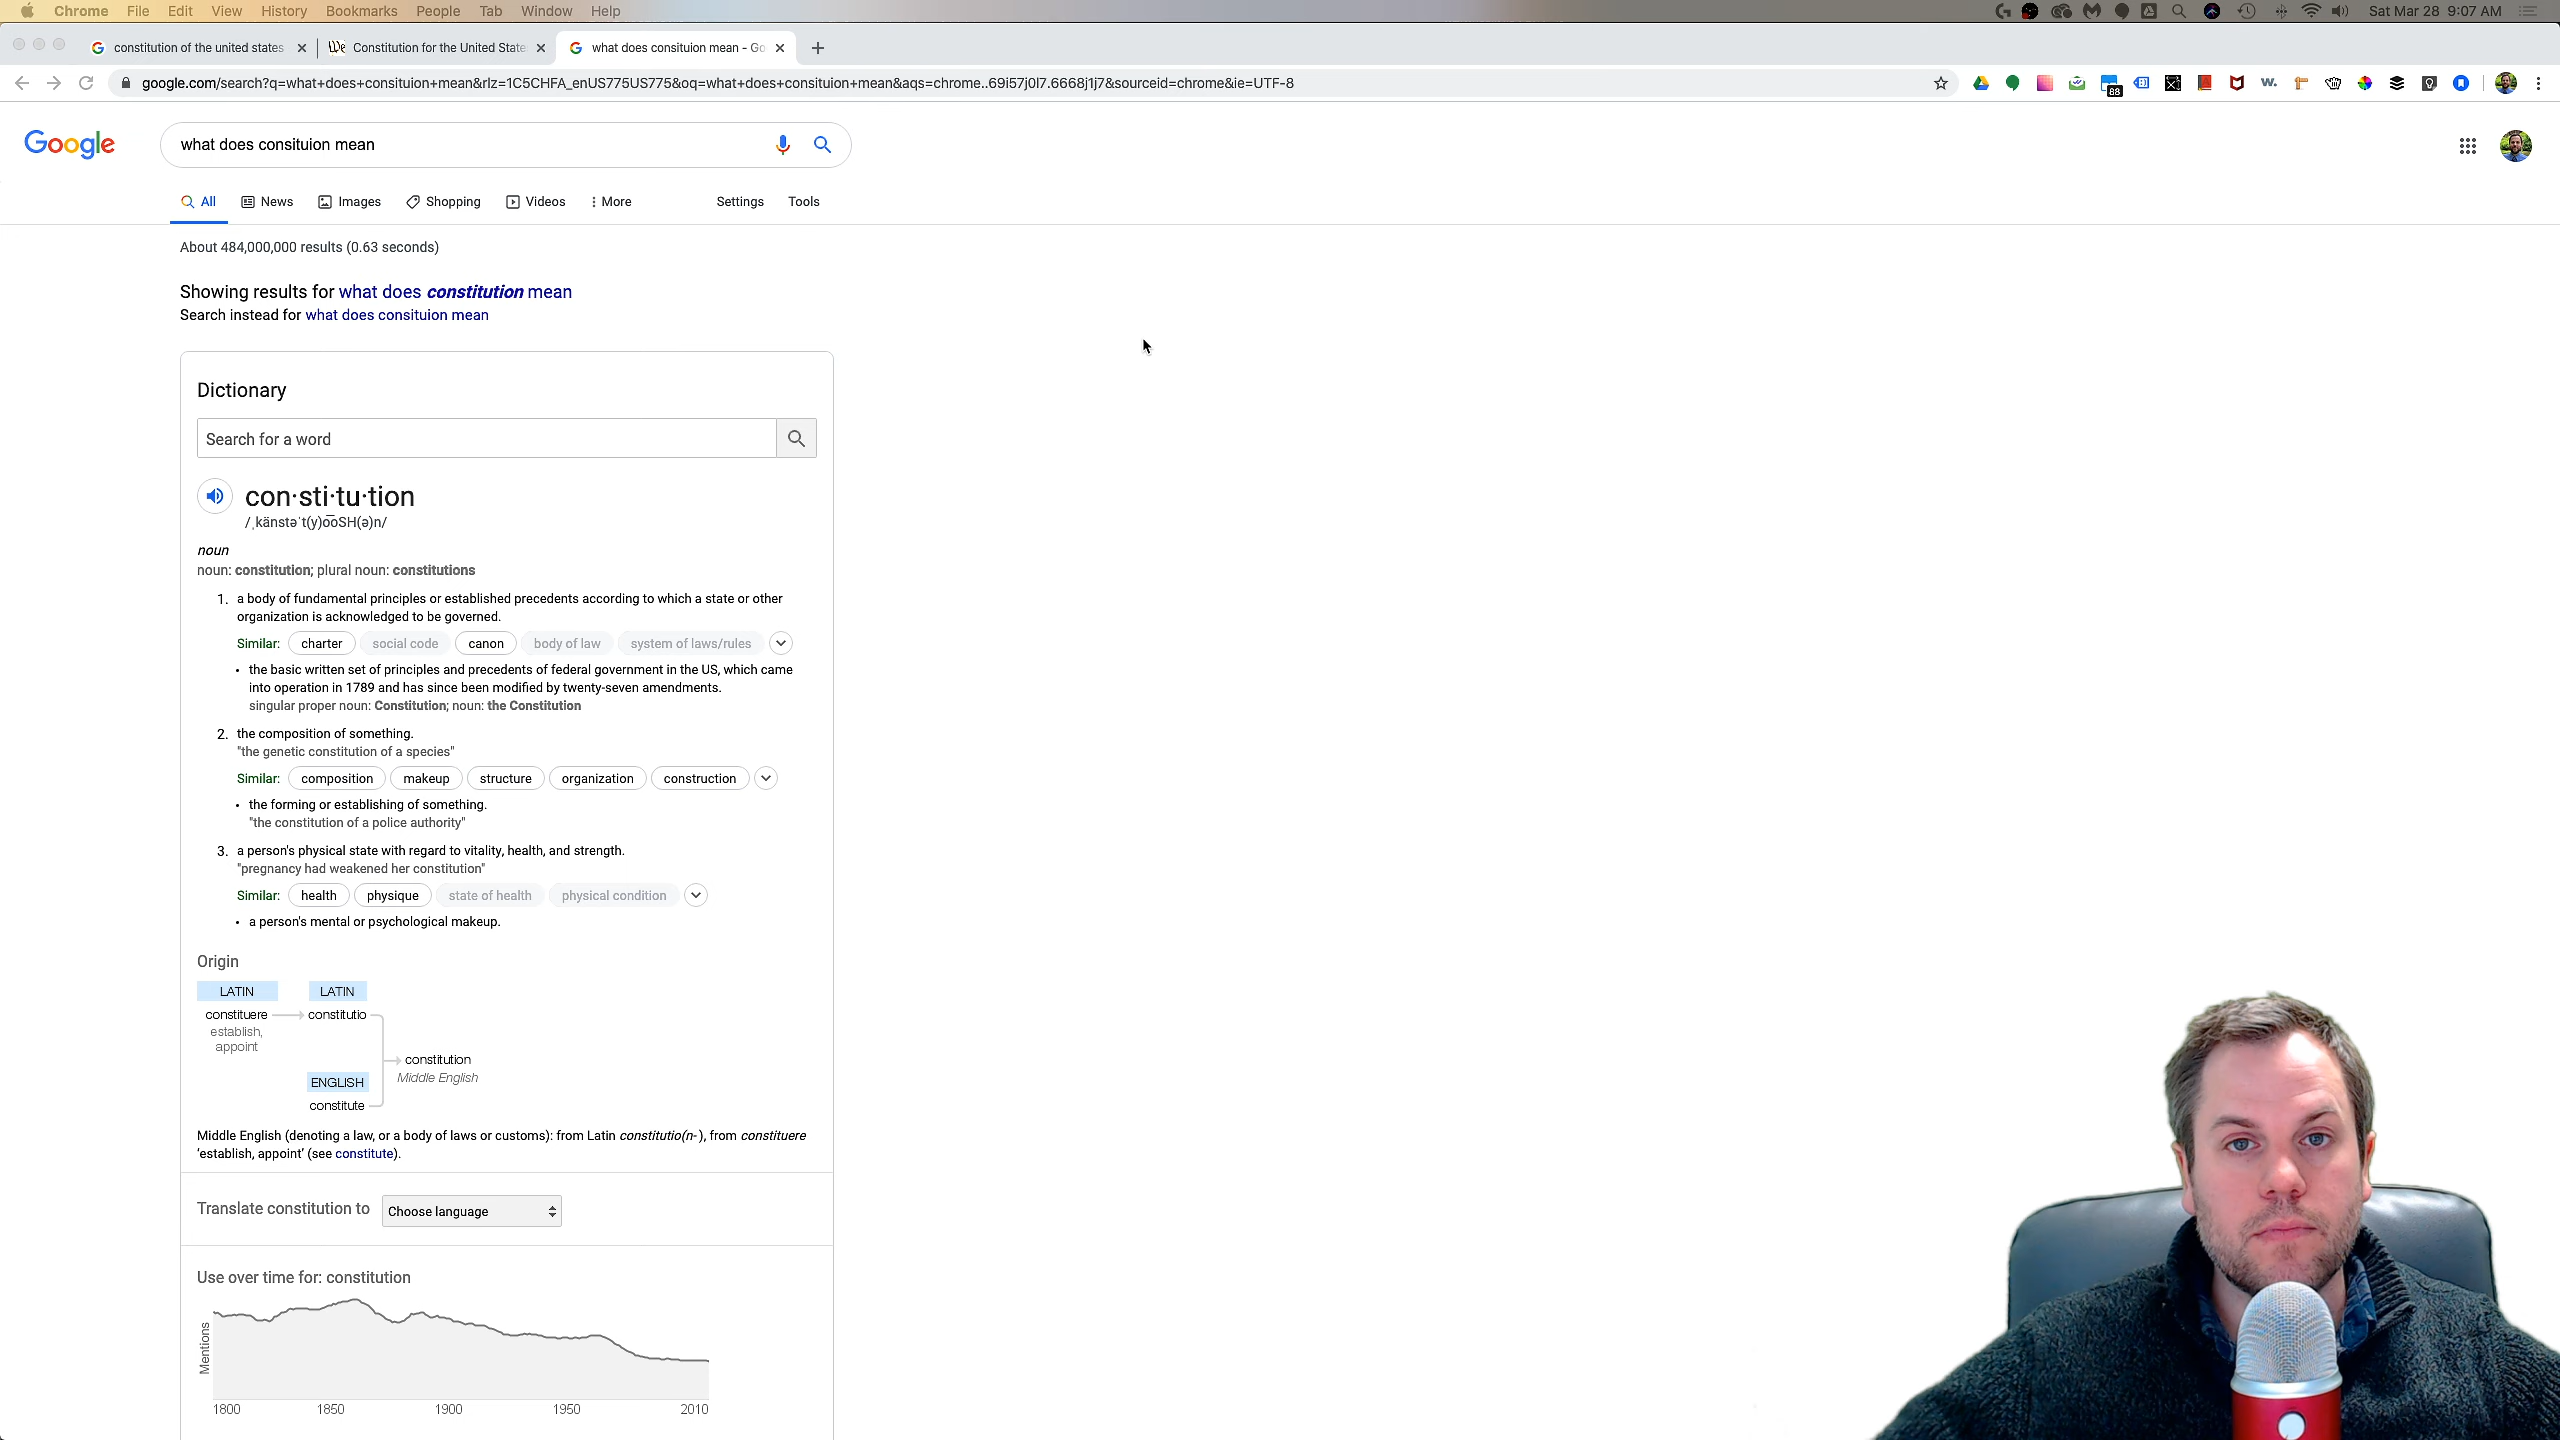 Chrome File Edit View History Bookmarks People Tab Window Help Sat Mar 28 9:07 AM
constitution of the united states Constitution for the United State what does consituion mean - Go
google.com/search?q=what+does+consituion+mean&rlz=1C5CHFA_enUS775US775&oq=what+does+consituion+mean&aqs=chrome..69i57j0l7.6668j1j7&sourceid=chrome&ie=UTF-8
88
Google what does consituion mean
All News Images Shopping Videos More Settings Tools
About 484,000,000 results (0.63 seconds)
Showing results for what does constitution mean
Search instead for what does consituion mean
Dictionary
Search for a word
con·sti·tu·tion
/ˌkänstəˈt(y)o͞oSH(ə)n/
noun
noun: constitution; plural noun: constitutions
1. a body of fundamental principles or established precedents according to which a state or other
organization is acknowledged to be governed.
Similar: charter social code canon body of law system of laws/rules
• the basic written set of principles and precedents of federal government in the US, which came
into operation in 1789 and has since been modified by twenty-seven amendments.
singular proper noun: Constitution; noun: the Constitution
2. the composition of something.
"the genetic constitution of a species"
Similar: composition makeup structure organization construction
• the forming or establishing of something.
"the constitution of a police authority"
3. a person's physical state with regard to vitality, health, and strength.
"pregnancy had weakened her constitution"
Similar: health physique state of health physical condition
• a person's mental or psychological makeup.
Origin
LATIN LATIN
constituere constitutio
establish,
appoint
constitution
Middle English
ENGLISH
constitute
Middle English (denoting a law, or a body of laws or customs): from Latin constitutio(n- ), from constituere
‘establish, appoint’ (see constitute).
Translate constitution to Choose language
Use over time for: constitution
Mentions
1800 1850 1900 1950 2010